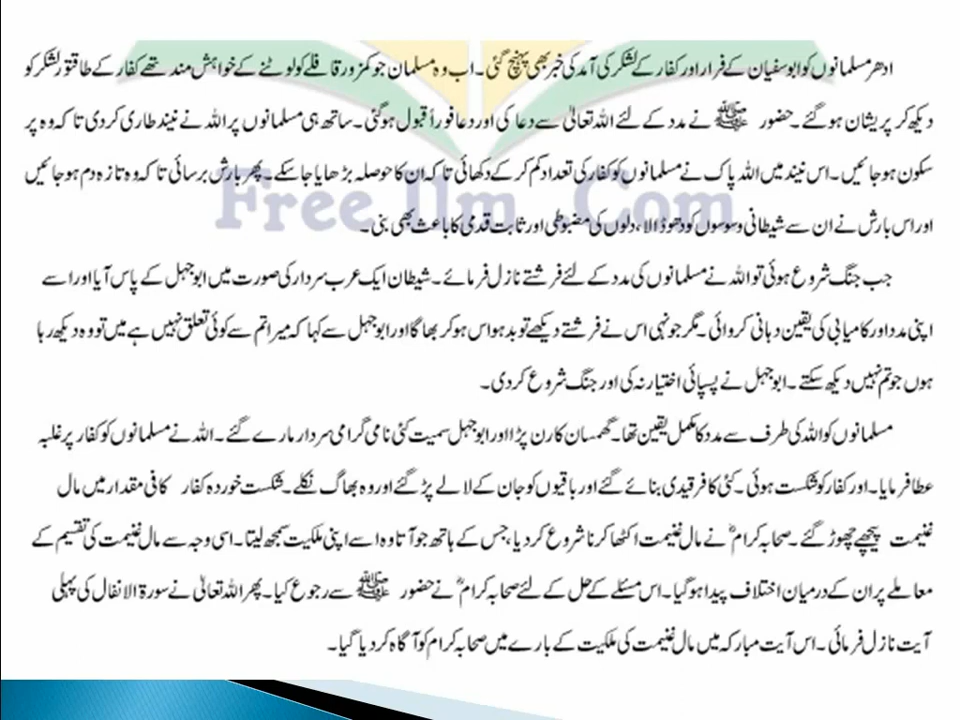 ادھر مسلمانوں کو ابوسفیان کے فرار اور کفار کے لشکر کی آمد کی خبر بھی پہنچ گئی۔ اب وہ مسلمان جو کمزور قافلے کو لوٹنے کے خواہش مند تھے کفار کے طاقتور لشکر کو
دیکھ کر پریشان ہو گئے۔ حضور ﷺ نے مدد کے لئے اللہ تعالیٰ سے دعا کی اور دعا فوراً قبول ہو گئی۔ ساتھ ہی مسلمانوں پر اللہ نے نیند طاری کر دی تاکہ وہ پر
سکون ہو جائیں۔ اس نیند میں اللہ پاک نے مسلمانوں کو کفار کی تعداد کم کر کے دکھائی تاکہ ان کا حوصلہ بڑھایا جا سکے۔ پھر بارش برسائی تاکہ وہ تازہ دم ہو جائیں
اور اس بارش نے ان سے شیطانی وسوسوں کو دھو ڈالا، دلوں کی مضبوطی اور ثابت قدمی کا باعث بھی بنی۔
Free Ilm .Com
جب جنگ شروع ہوئی تو اللہ نے مسلمانوں کی مدد کے لئے فرشتے نازل فرمائے۔ شیطان ایک عرب سردار کی صورت میں ابوجہل کے پاس آیا اور اسے
اپنی مدد اور کامیابی کی یقین دہانی کروائی۔ مگر جونہی اس نے فرشتے دیکھے تو بدہواس ہو کر بھاگا اور ابوجہل سے کہا کہ میرا تم سے کوئی تعلق نہیں ہے میں تو وہ دیکھ رہا
ہوں جو تم نہیں دیکھ سکتے۔ ابوجہل نے پسپائی اختیار نہ کی اور جنگ شروع کر دی۔
مسلمانوں کو اللہ کی طرف سے مدد کا مکمل یقین تھا۔ گھمسان کا رن پڑا اور ابوجہل سمیت کئی نامی گرامی سردار مارے گئے۔ اللہ نے مسلمانوں کو کفار پر غلبہ
عطا فرمایا۔ اور کفار کو شکست ہوئی۔ کئی کافر قیدی بنائے گئے اور باقیوں کو جان کے لالے پڑ گئے اور وہ بھاگ نکلے۔ شکست خوردہ کفار کافی مقدار میں مال
غنیمت پیچھے چھوڑ گئے۔ صحابہ کرامؓ نے مال غنیمت اکٹھا کرنا شروع کر دیا، جس کے ہاتھ جو آتا وہ اسے اپنی ملکیت سمجھ لیتا۔ اسی وجہ سے مال غنیمت کی تقسیم کے
معاملے پر ان کے درمیان اختلاف پیدا ہو گیا۔ اس مسئلے کے حل کے لئے صحابہ کرامؓ نے حضور ﷺ سے رجوع کیا۔ پھر اللہ تعالیٰ نے سورۃ الانفال کی پہلی
آیت نازل فرمائی۔ اس آیت مبارکہ میں مال غنیمت کی ملکیت کے بارے میں صحابہ کرام کو آگاہ کر دیا گیا۔